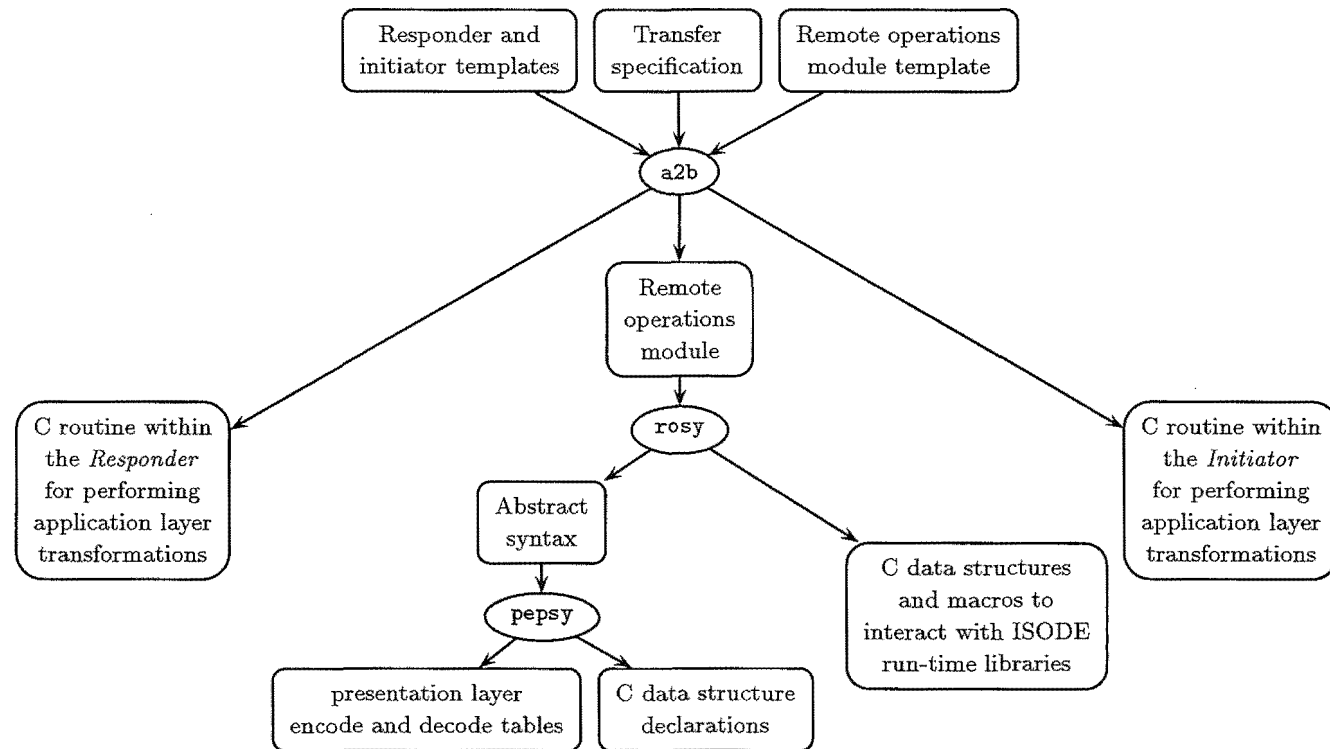 Responder and
initiator templates
Transfer
specification
Remote operations
module template
a2b
Remote
operations
module
C routine within
the Responder
for performing
application layer
transformations
rosy
C routine within
the Initiator
for performing
application layer
transformations
Abstract
syntax
C data structures
and macros to
interact with ISODE
run-time libraries
pepsy
presentation layer
encode and decode tables
C data structure
declarations